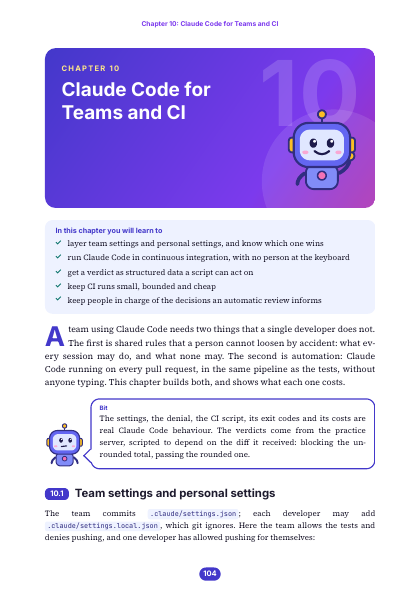 Chapter 10: Claude Code for Teams and CI
CHAPTER 10
10
Claude Code for
Teams and CI
In this chapter you will learn to
layer team settings and personal settings, and know which one wins
run Claude Code in continuous integration, with no person at the keyboard
get a verdict as structured data a script can act on
keep CI runs small, bounded and cheap
keep people in charge of the decisions an automatic review informs
A team using Claude Code needs two things that a single developer does not.
The first is shared rules that a person cannot loosen by accident: what ev-
ery session may do, and what none may. The second is automation: Claude
Code running on every pull request, in the same pipeline as the tests, without
anyone typing. This chapter builds both, and shows what each one costs.
Bit
The settings, the denial, the CI script, its exit codes and its costs are
real Claude Code behaviour. The verdicts come from the practice
server, scripted to depend on the diff it received: blocking the un-
rounded total, passing the rounded one.
10.1 Team settings and personal settings
The team commits .claude/settings.json; each developer may add
.claude/settings.local.json, which git ignores. Here the team allows the tests and
denies pushing, and one developer has allowed pushing for themselves:
104